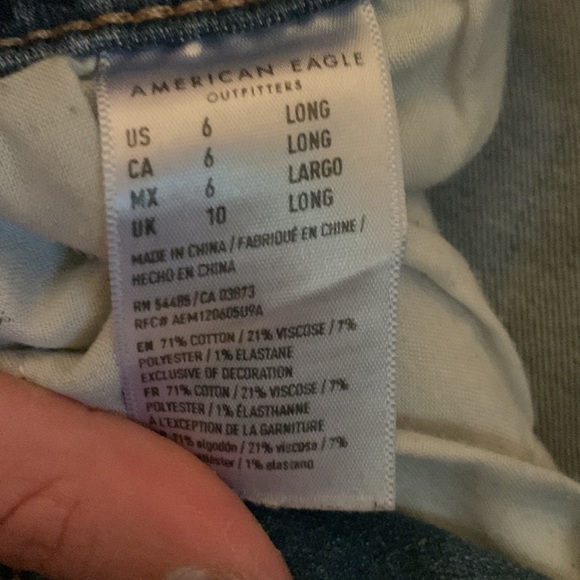 AMERICAN EAGLE
OUTFITTERS
US 6 LONG
CA 6 LONG
MX 6 LARGO
UK 10 LONG
MADE IN CHINA / FABRIQUÉ EN CHINE /
HECHO EN CHINA
RN 54485/CA 03873
RFC# AEM120605U9A
EN 71% COTTON / 21% VISCOSE / 7%
POLYESTER / 1% ELASTANE
EXCLUSIVE OF DECORATION
FR 71% COTON / 21% VISCOSE / 7%
POLYESTER / 1% ÉLASTHANNE
À L'EXCEPTION DE LA GARNITURE
71% algodón / 21% viscosa / 7%
/ 1% elastano